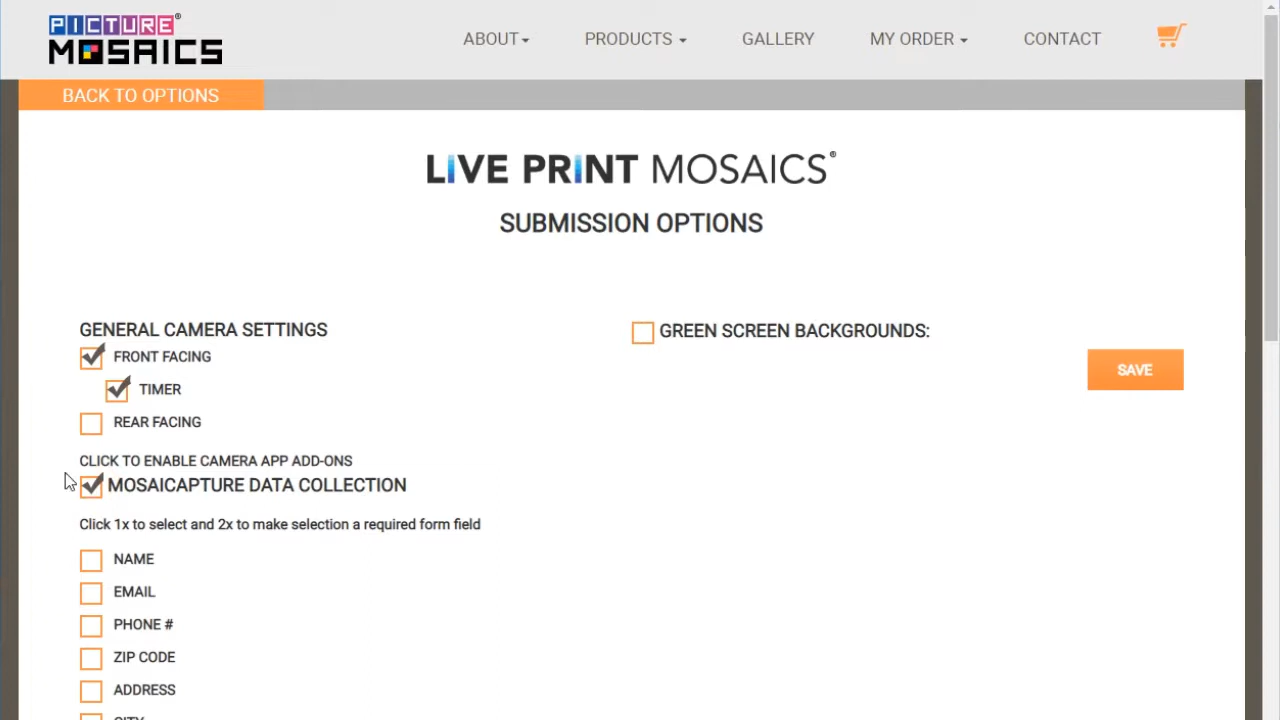 PICTURE®
MOSAICS
ABOUT
PRODUCTS
GALLERY
MY ORDER
CONTACT
BACK TO OPTIONS
LIVE PRINT MOSAICS®
SUBMISSION OPTIONS
GENERAL CAMERA SETTINGS
FRONT FACING
TIMER
REAR FACING
CLICK TO ENABLE CAMERA APP ADD-ONS
MOSAICAPTURE DATA COLLECTION
Click 1x to select and 2x to make selection a required form field
NAME
EMAIL
PHONE #
ZIP CODE
ADDRESS
CITY
GREEN SCREEN BACKGROUNDS:
SAVE